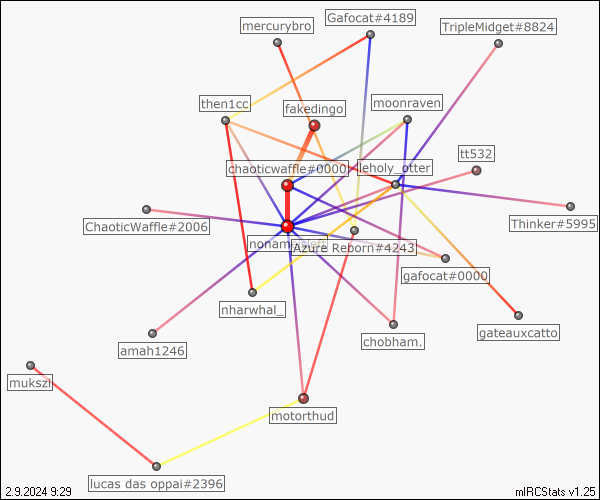 mercurybro
Gafocat#4189
TripleMidget#8824
then1cc
fakedingo
moonraven
tt532
chaoticwaffle#0000
leholy_otter
ChaoticWaffle#2006
Thinker#5995
Azure Reborn#4243
gafocat#0000
nharwhal_
gateauxcatto
chobham.
amah1246
mukszi
motorthud
lucas das oppai#2396
2.9.2024 9:29
mIRCStats v1.25